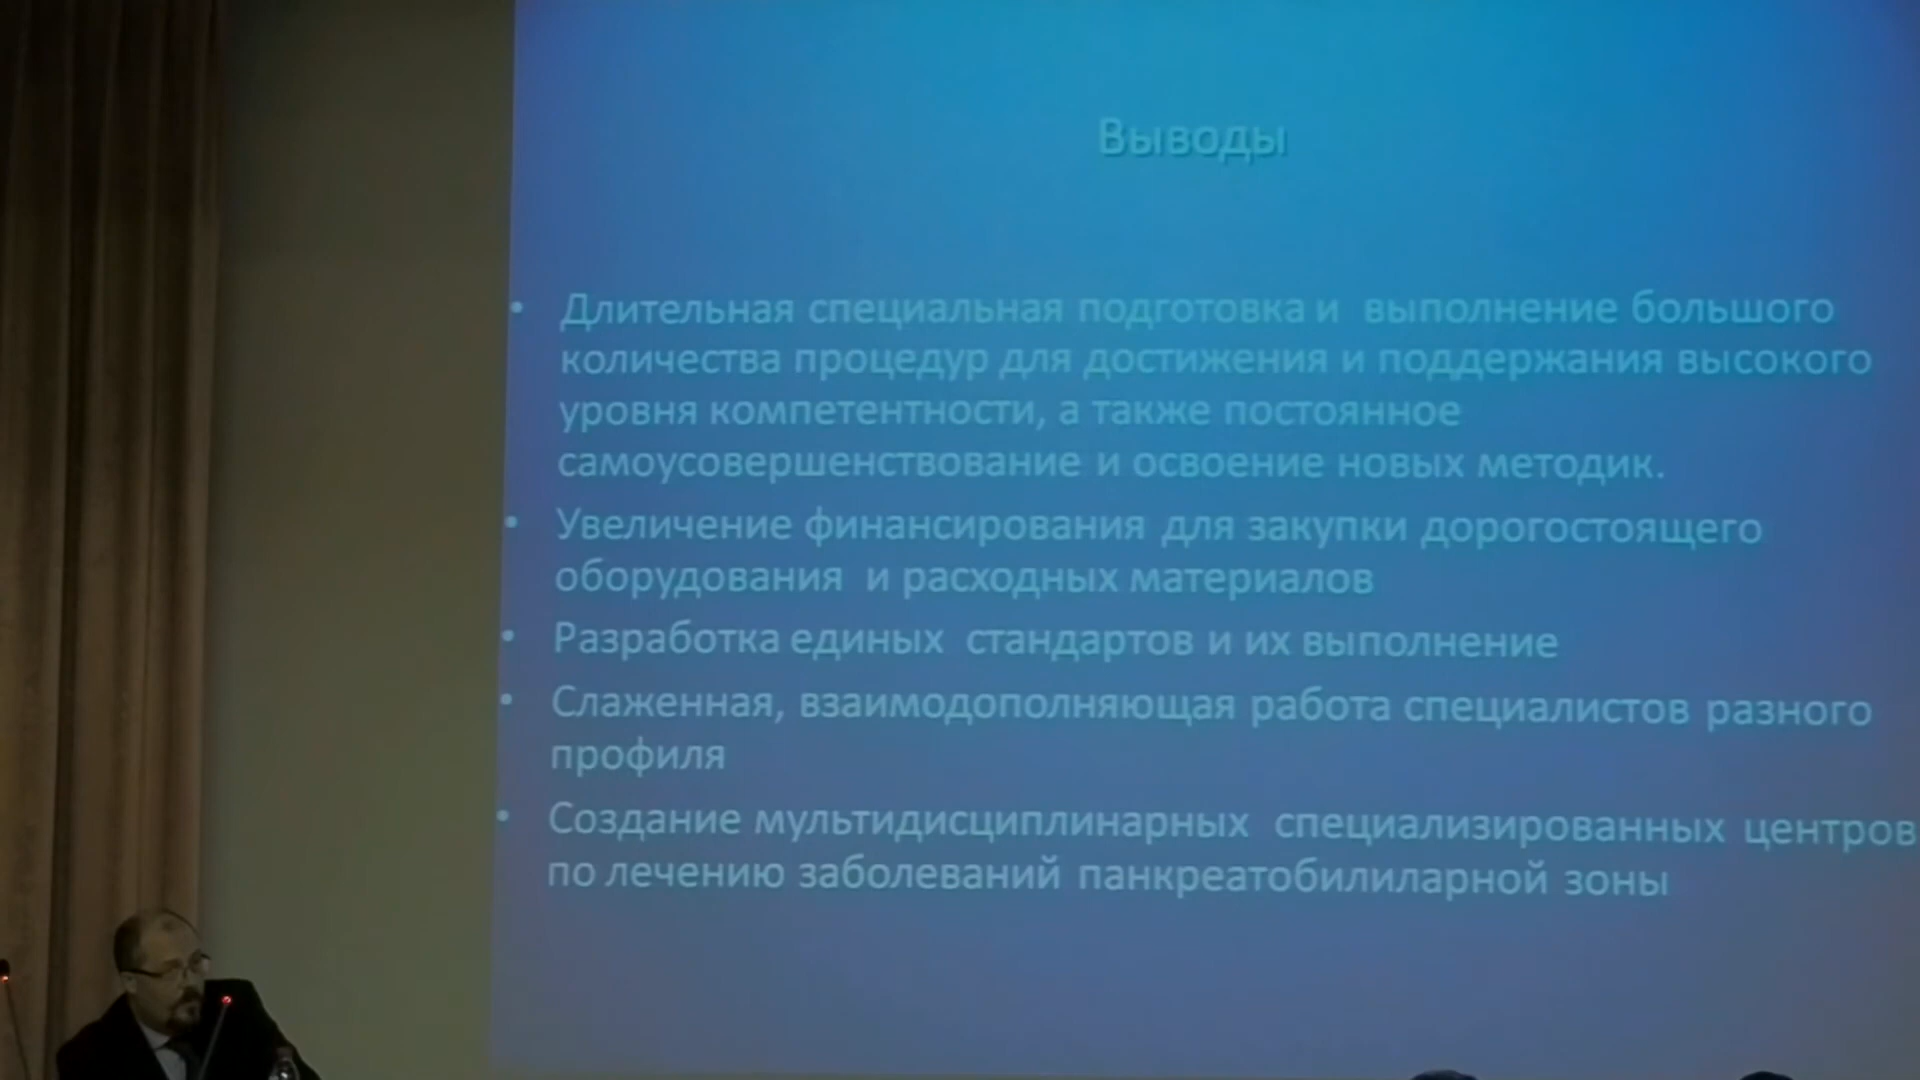 Выводы
• Длительная специальная подготовка и выполнение большого
количества процедур для достижения и поддержания высокого
уровня компетентности, а также постоянное
самоусовершенствование и освоение новых методик.
• Увеличение финансирования для закупки дорогостоящего
оборудования и расходных материалов
• Разработка единых стандартов и их выполнение
• Слаженная, взаимодополняющая работа специалистов разного
профиля
• Создание мультидисциплинарных специализированных центров
по лечению заболеваний панкреатобилиларной зоны